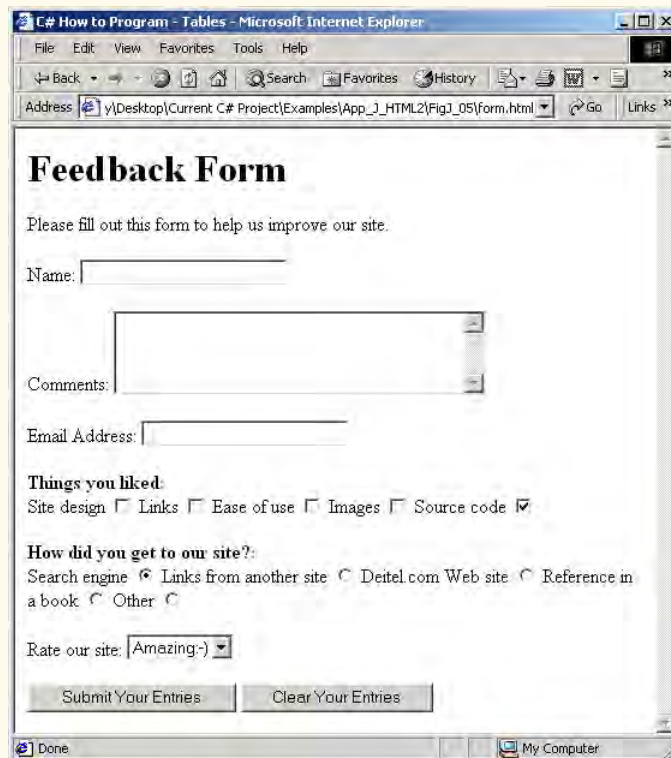 C# How to Program - Tables - Microsoft Internet Explorer
File Edit View Favorites Tools Help
Back Search Favorites History
Address y\Desktop\Current C# Project\Examples\App_J_HTML2\FigJ_05\form.html Go Links »
Feedback Form
Please fill out this form to help us improve our site.
Name:
Comments:
Email Address:
Things you liked:
Site design Links Ease of use Images Source code
How did you get to our site?:
Search engine Links from another site Deitel.com Web site Reference in
a book Other
Rate our site: Amazing:-)
Submit Your Entries Clear Your Entries
Done My Computer